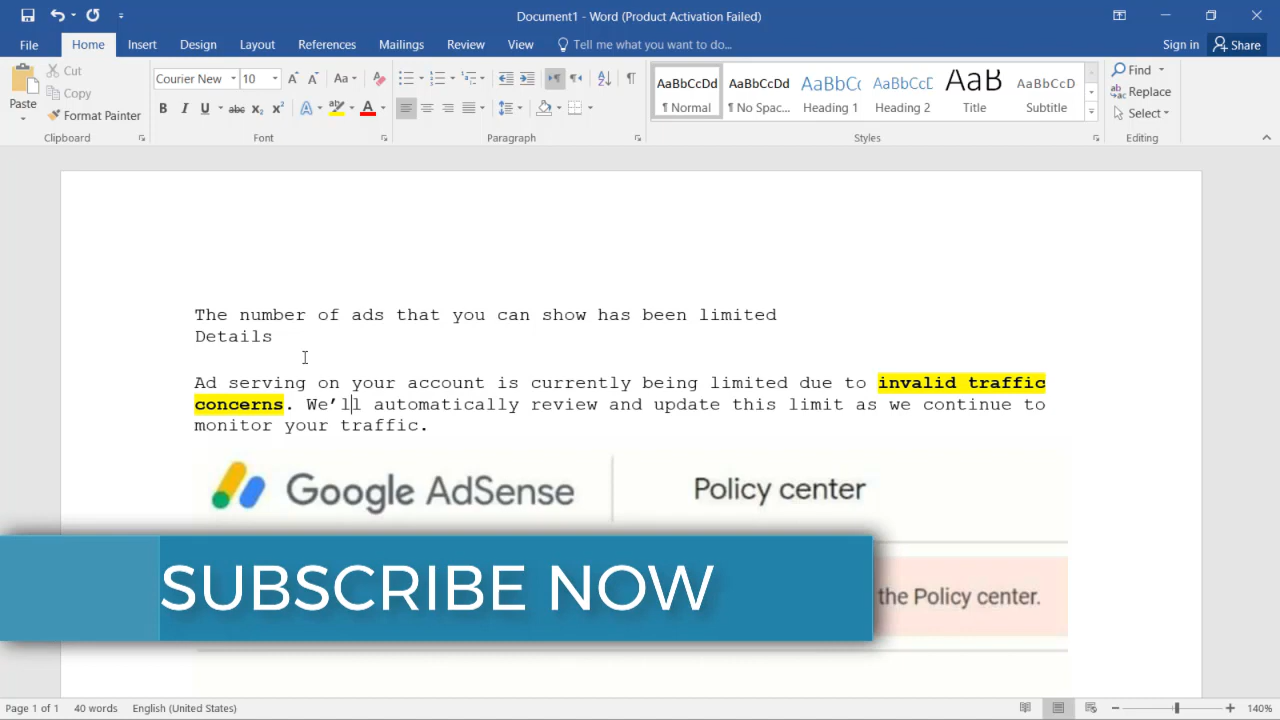 Document1 - Word (Product Activation Failed)
File Home Insert Design Layout References Mailings Review View Tell me what you want to do... Sign in Share
Paste
Cut
Copy
Format Painter
Clipboard
Courier New 10
Aa
B I U abc x₂ x² A A
Font
Paragraph
AaBbCcDd
¶ Normal
AaBbCcDd
¶ No Spac...
AaBbCc
Heading 1
AaBbCcD
Heading 2
AaB
Title
AaBbCcD
Subtitle
Styles
Find
Replace
Select
Editing
The number of ads that you can show has been limited
Details
Ad serving on your account is currently being limited due to invalid traffic
concerns. We’ll automatically review and update this limit as we continue to
monitor your traffic.
Google AdSense Policy center
SUBSCRIBE NOW
the Policy center.
Page 1 of 1 40 words English (United States) 140%